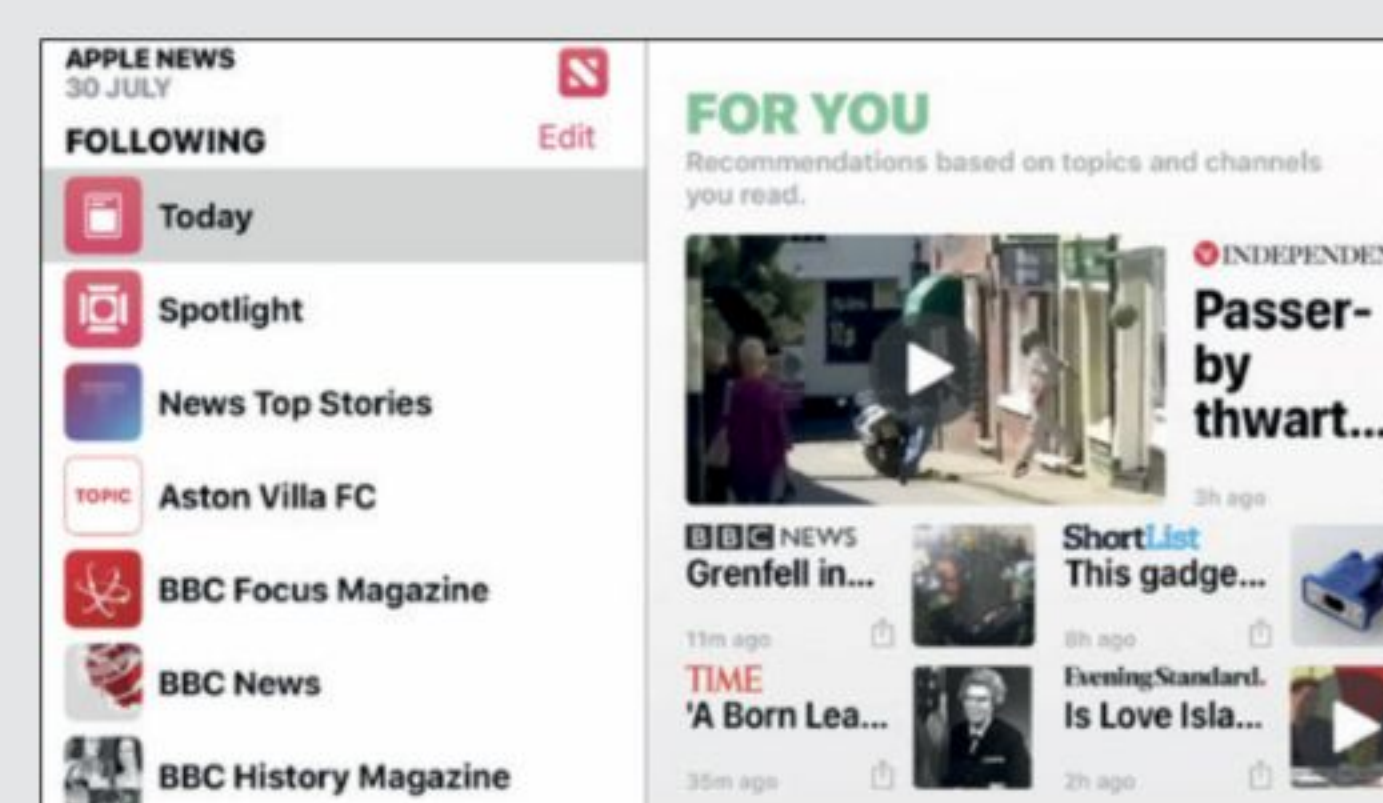 APPLE NEWS
30 JULY
FOLLOWING
Edit
Today
Spotlight
News Top Stories
TOPIC
Aston Villa FC
BBC Focus Magazine
BBC News
BBC History Magazine
FOR YOU
Recommendations based on topics and channels
you read.
INDEPENDEN
Passer-
by
thwart...
3h ago
BBC NEWS
Grenfell in...
11m ago
ShortList
This gadge...
8h ago
TIME
'A Born Lea...
35m ago
Evening Standard.
Is Love Isla...
2h ago